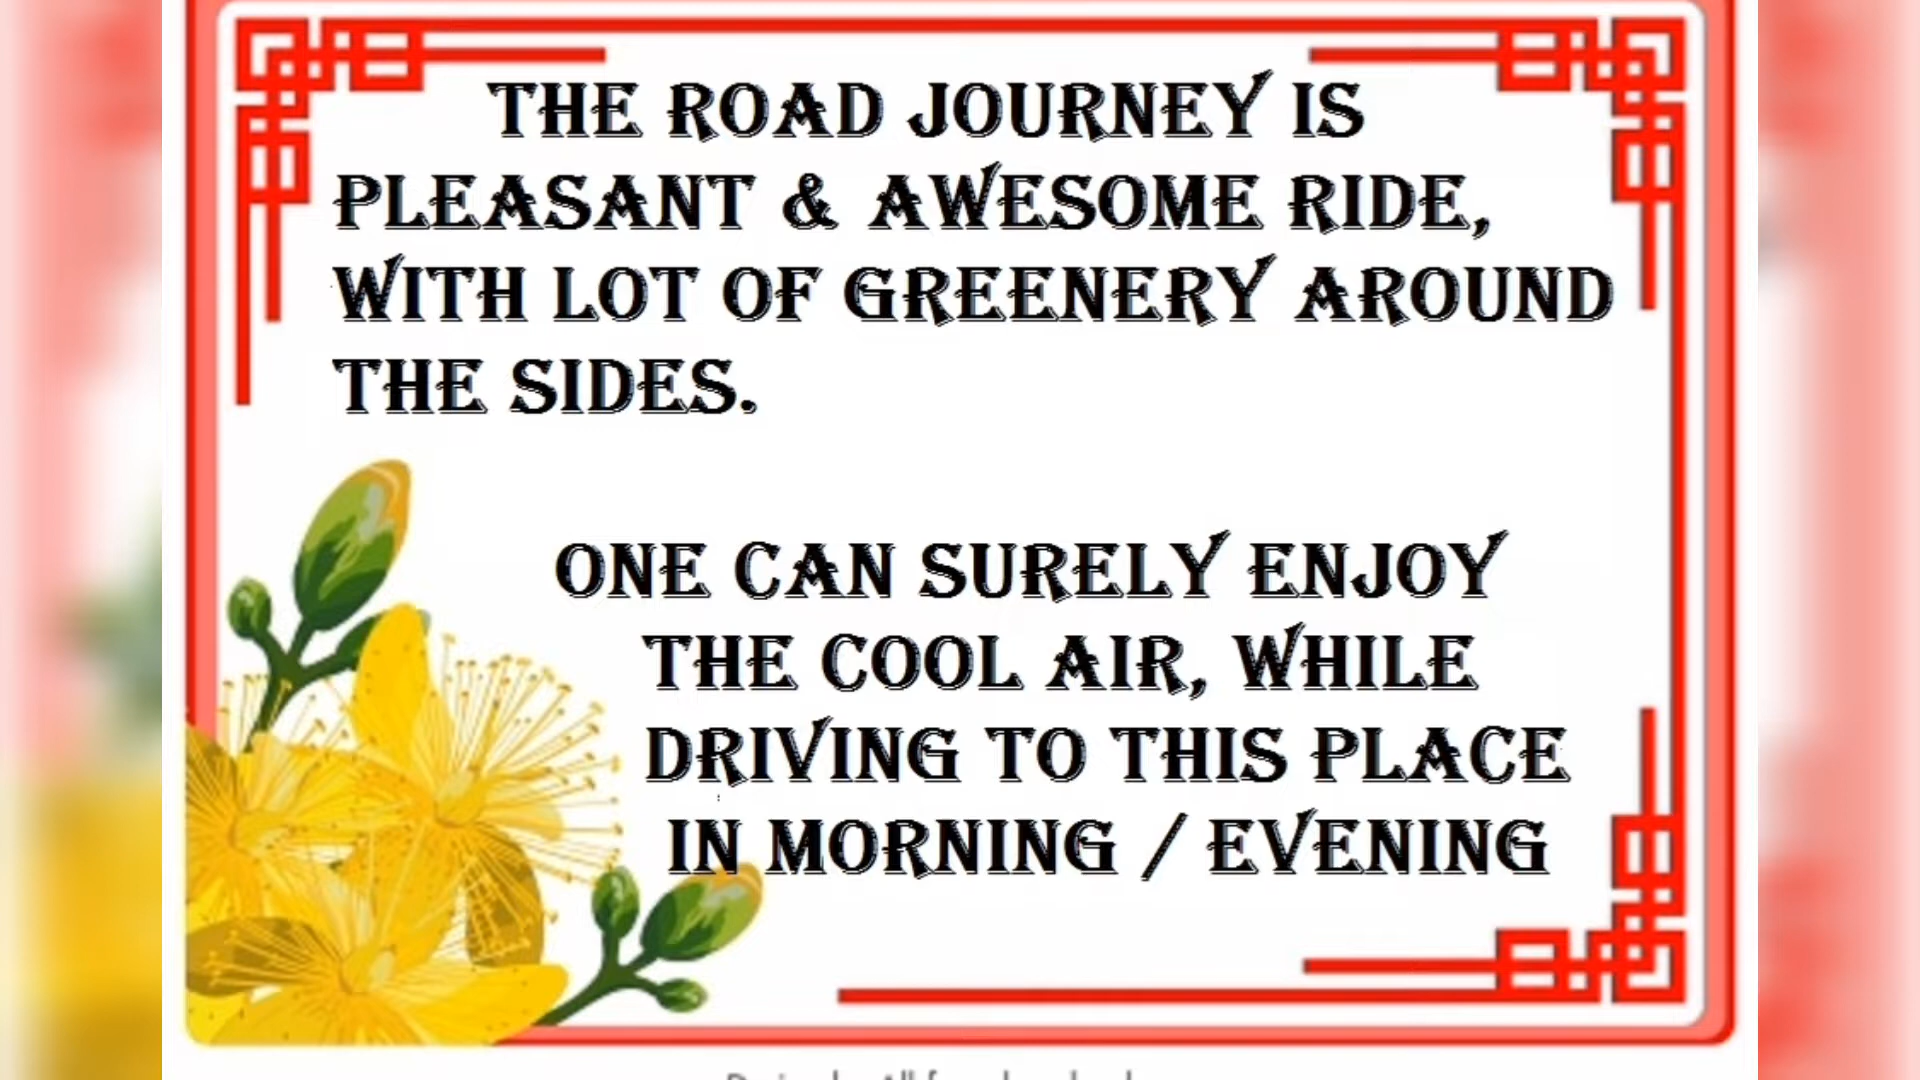 THE ROAD JOURNEY IS
PLEASANT & AWESOME RIDE,
WITH LOT OF GREENERY AROUND
THE SIDES.
ONE CAN SURELY ENJOY
THE COOL AIR, WHILE
DRIVING TO THIS PLACE
IN MORNING / EVENING